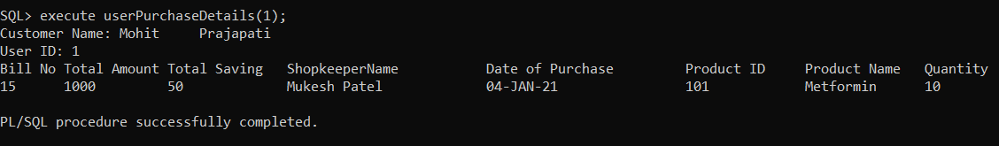 SQL> execute userPurchaseDetails(1);
Customer Name: Mohit     Prajapati
User ID: 1
Bill No Total Amount Total Saving   ShopkeeperName           Date of Purchase         Product ID     Product Name   Quantity
15      1000         50             Mukesh Patel             04-JAN-21                101            Metformin      10
PL/SQL procedure successfully completed.